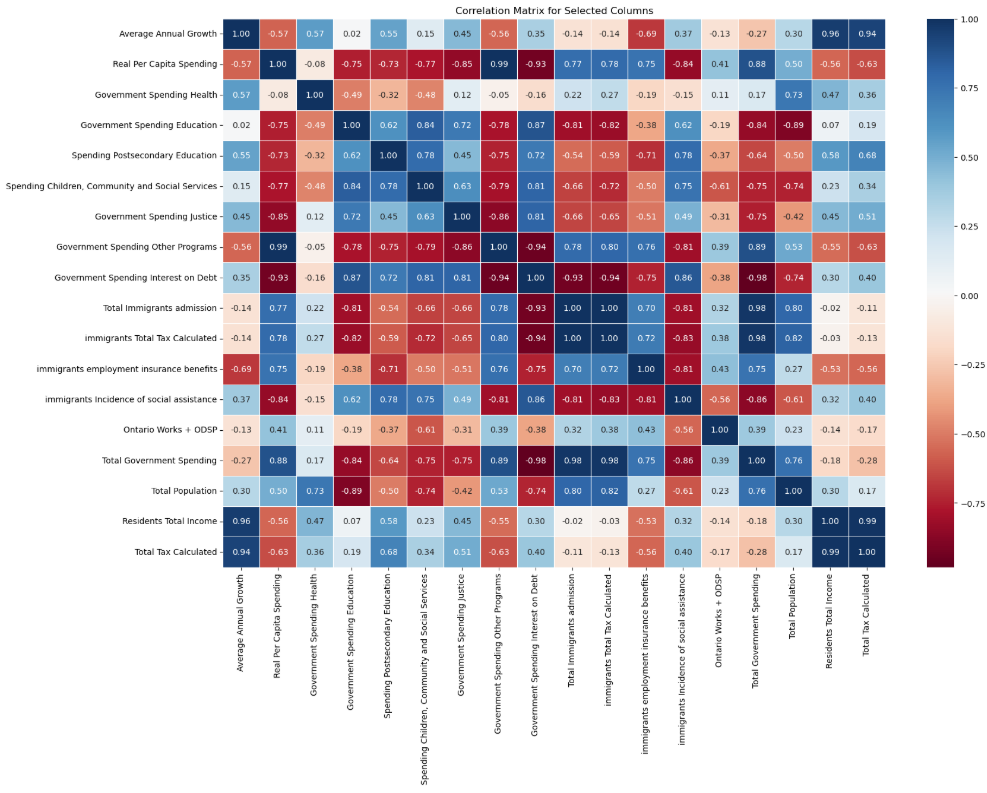 Correlation Matrix for Selected Columns
Average Annual Growth 1.00 -0.57 0.57 0.02 0.55 0.15 0.45 -0.56 0.35 -0.14 -0.14 -0.69 0.37 -0.13 -0.27 0.30 0.96 0.94
Real Per Capita Spending -0.57 1.00 -0.08 -0.75 -0.73 -0.77 -0.85 0.99 -0.93 0.77 0.78 0.75 -0.84 0.41 0.88 0.50 -0.56 -0.63
Government Spending Health 0.57 -0.08 1.00 -0.49 -0.32 -0.48 0.12 -0.05 -0.16 0.22 0.27 -0.19 -0.15 0.11 0.17 0.73 0.47 0.36
Government Spending Education 0.02 -0.75 -0.49 1.00 0.62 0.84 0.72 -0.78 0.87 -0.81 -0.82 -0.38 0.62 -0.19 -0.84 -0.89 0.07 0.19
Spending Postsecondary Education 0.55 -0.73 -0.32 0.62 1.00 0.78 0.45 -0.75 0.72 -0.54 -0.59 -0.71 0.78 -0.37 -0.64 -0.50 0.58 0.68
Spending Children, Community and Social Services 0.15 -0.77 -0.48 0.84 0.78 1.00 0.63 -0.79 0.81 -0.66 -0.72 -0.50 0.75 -0.61 -0.75 -0.74 0.23 0.34
Government Spending Justice 0.45 -0.85 0.12 0.72 0.45 0.63 1.00 -0.86 0.81 -0.66 -0.65 -0.51 0.49 -0.31 -0.75 -0.42 0.45 0.51
Government Spending Other Programs -0.56 0.99 -0.05 -0.78 -0.75 -0.79 -0.86 1.00 -0.94 0.78 0.80 0.76 -0.81 0.39 0.89 0.53 -0.55 -0.63
Government Spending Interest on Debt 0.35 -0.93 -0.16 0.87 0.72 0.81 0.81 -0.94 1.00 -0.93 -0.94 -0.75 0.86 -0.38 -0.98 -0.74 0.30 0.40
Total Immigrants admission -0.14 0.77 0.22 -0.81 -0.54 -0.66 -0.66 0.78 -0.93 1.00 1.00 0.70 -0.81 0.32 0.98 0.80 -0.02 -0.11
immigrants Total Tax Calculated -0.14 0.78 0.27 -0.82 -0.59 -0.72 -0.65 0.80 -0.94 1.00 1.00 0.72 -0.83 0.38 0.98 0.82 -0.03 -0.13
immigrants employment insurance benefits -0.69 0.75 -0.19 -0.38 -0.71 -0.50 -0.51 0.76 -0.75 0.70 0.72 1.00 -0.81 0.43 0.75 0.27 -0.53 -0.56
immigrants Incidence of social assistance 0.37 -0.84 -0.15 0.62 0.78 0.75 0.49 -0.81 0.86 -0.81 -0.83 -0.81 1.00 -0.56 -0.86 -0.61 0.32 0.40
Ontario Works + ODSP -0.13 0.41 0.11 -0.19 -0.37 -0.61 -0.31 0.39 -0.38 0.32 0.38 0.43 -0.56 1.00 0.39 0.23 -0.14 -0.17
Total Government Spending -0.27 0.88 0.17 -0.84 -0.64 -0.75 -0.75 0.89 -0.98 0.98 0.98 0.75 -0.86 0.39 1.00 0.76 -0.18 -0.28
Total Population 0.30 0.50 0.73 -0.89 -0.50 -0.74 -0.42 0.53 -0.74 0.80 0.82 0.27 -0.61 0.23 0.76 1.00 0.30 0.17
Residents Total Income 0.96 -0.56 0.47 0.07 0.58 0.23 0.45 -0.55 0.30 -0.02 -0.03 -0.53 0.32 -0.14 -0.18 0.30 1.00 0.99
Total Tax Calculated 0.94 -0.63 0.36 0.19 0.68 0.34 0.51 -0.63 0.40 -0.11 -0.13 -0.56 0.40 -0.17 -0.28 0.17 0.99 1.00
Average Annual Growth
Real Per Capita Spending
Government Spending Health
Government Spending Education
Spending Postsecondary Education
Spending Children, Community and Social Services
Government Spending Justice
Government Spending Other Programs
Government Spending Interest on Debt
Total Immigrants admission
immigrants Total Tax Calculated
immigrants employment insurance benefits
immigrants Incidence of social assistance
Ontario Works + ODSP
Total Government Spending
Total Population
Residents Total Income
Total Tax Calculated
1.00
0.75
0.50
0.25
0.00
−0.25
−0.50
−0.75